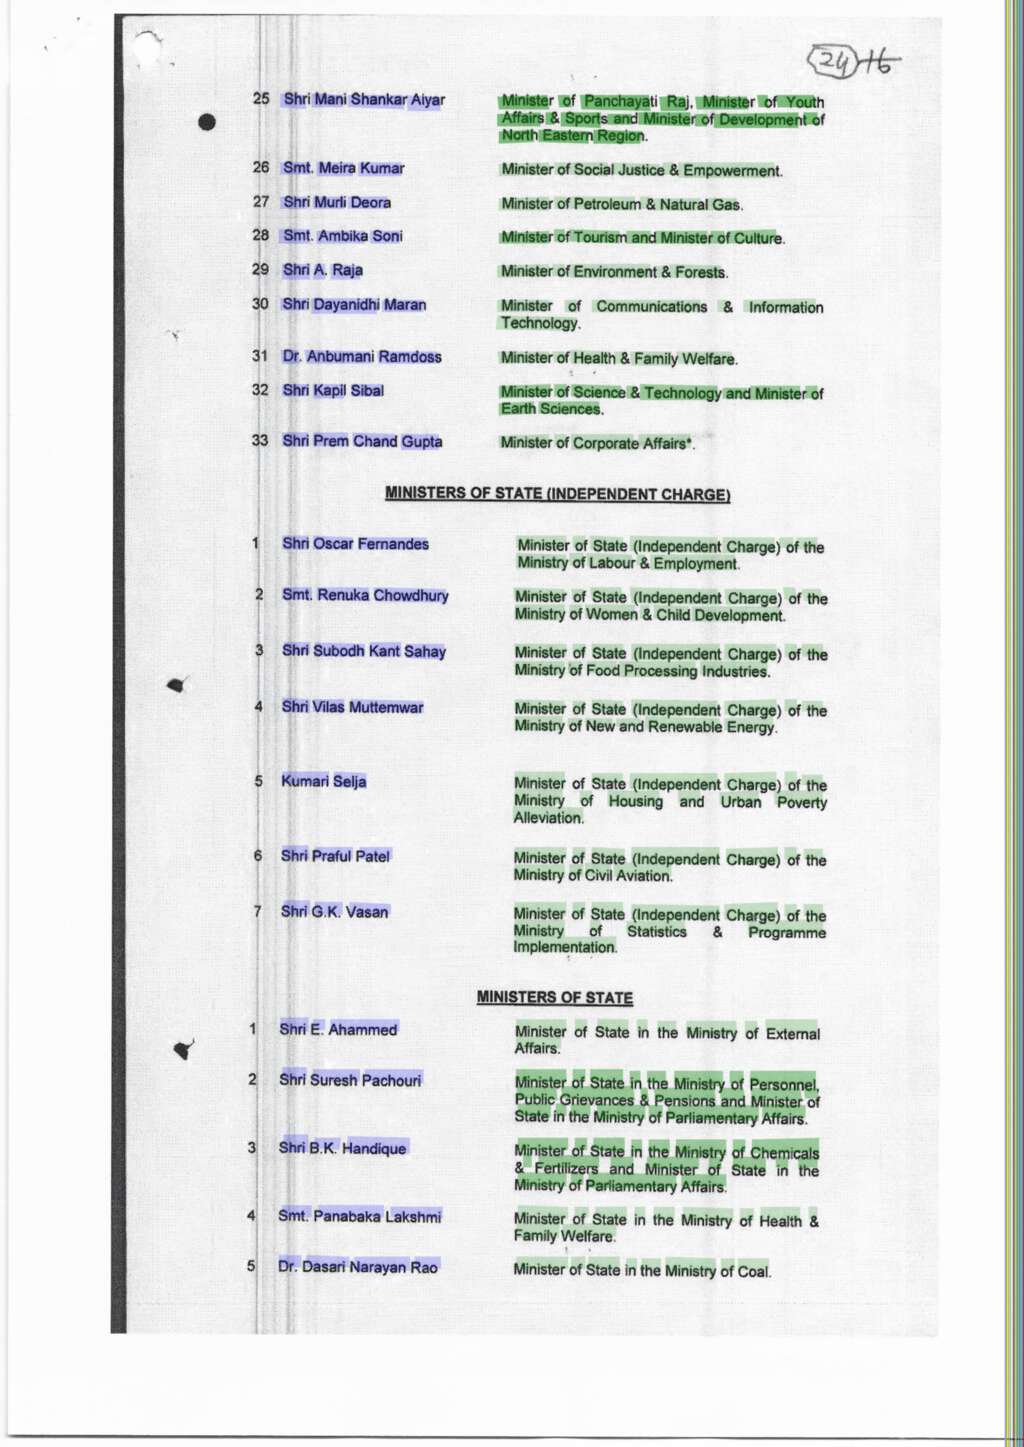 24 16
25 Shri Mani Shankar Aiyar Minister of Panchayati Raj, Minister of Youth
Affairs & Sports and Minister of Development of
North Eastern Region.
26 Smt. Meira Kumar Minister of Social Justice & Empowerment.
27 Shri Murli Deora Minister of Petroleum & Natural Gas.
28 Smt. Ambika Soni Minister of Tourism and Minister of Culture.
29 Shri A. Raja Minister of Environment & Forests.
30 Shri Dayanidhi Maran Minister of Communications & Information
Technology.
31 Dr. Anbumani Ramdoss Minister of Health & Family Welfare.
32 Shri Kapil Sibal Minister of Science & Technology and Minister of
Earth Sciences.
33 Shri Prem Chand Gupta Minister of Corporate Affairs*.
MINISTERS OF STATE (INDEPENDENT CHARGE)
1 Shri Oscar Fernandes Minister of State (Independent Charge) of the
Ministry of Labour & Employment.
2 Smt. Renuka Chowdhury Minister of State (Independent Charge) of the
Ministry of Women & Child Development.
3 Shri Subodh Kant Sahay Minister of State (Independent Charge) of the
Ministry of Food Processing Industries.
4 Shri Vilas Muttemwar Minister of State (Independent Charge) of the
Ministry of New and Renewable Energy.
5 Kumari Selja Minister of State (Independent Charge) of the
Ministry of Housing and Urban Poverty
Alleviation.
6 Shri Praful Patel Minister of State (Independent Charge) of the
Ministry of Civil Aviation.
7 Shri G.K. Vasan Minister of State (Independent Charge) of the
Ministry of Statistics & Programme
Implementation.
MINISTERS OF STATE
1 Shri E. Ahammed Minister of State in the Ministry of External
Affairs.
2 Shri Suresh Pachouri Minister of State in the Ministry of Personnel,
Public Grievances & Pensions and Minister of
State in the Ministry of Parliamentary Affairs.
3 Shri B.K. Handique Minister of State in the Ministry of Chemicals
& Fertilizers and Minister of State in the
Ministry of Parliamentary Affairs.
4 Smt. Panabaka Lakshmi Minister of State in the Ministry of Health &
Family Welfare.
5 Dr. Dasari Narayan Rao Minister of State in the Ministry of Coal.